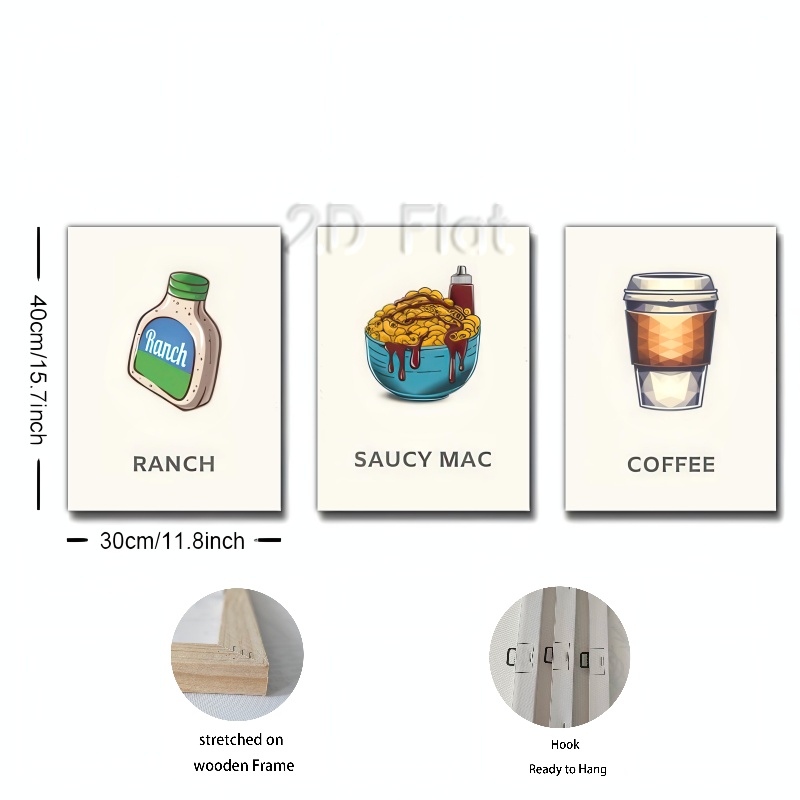 2D Flat
Ranch
RANCH
SAUCY MAC
COFFEE
40cm/15.7inch
30cm/11.8inch
stretched on
wooden Frame
Hook
Ready to Hang